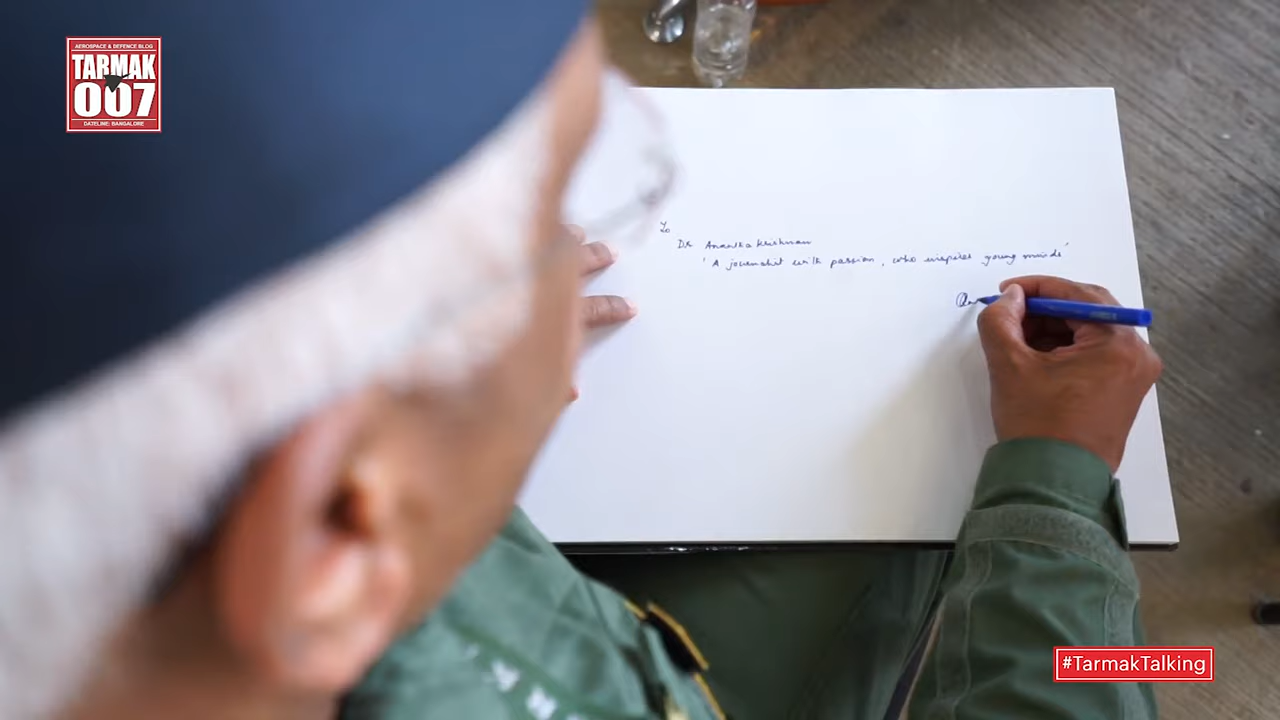 AEROSPACE & DEFENCE BLOG
TARMAK
007
DATELINE: BANGALORE
To
Dr Anantha Krishnan
'A journalist with passion, who inspires young minds'
#TarmakTalking